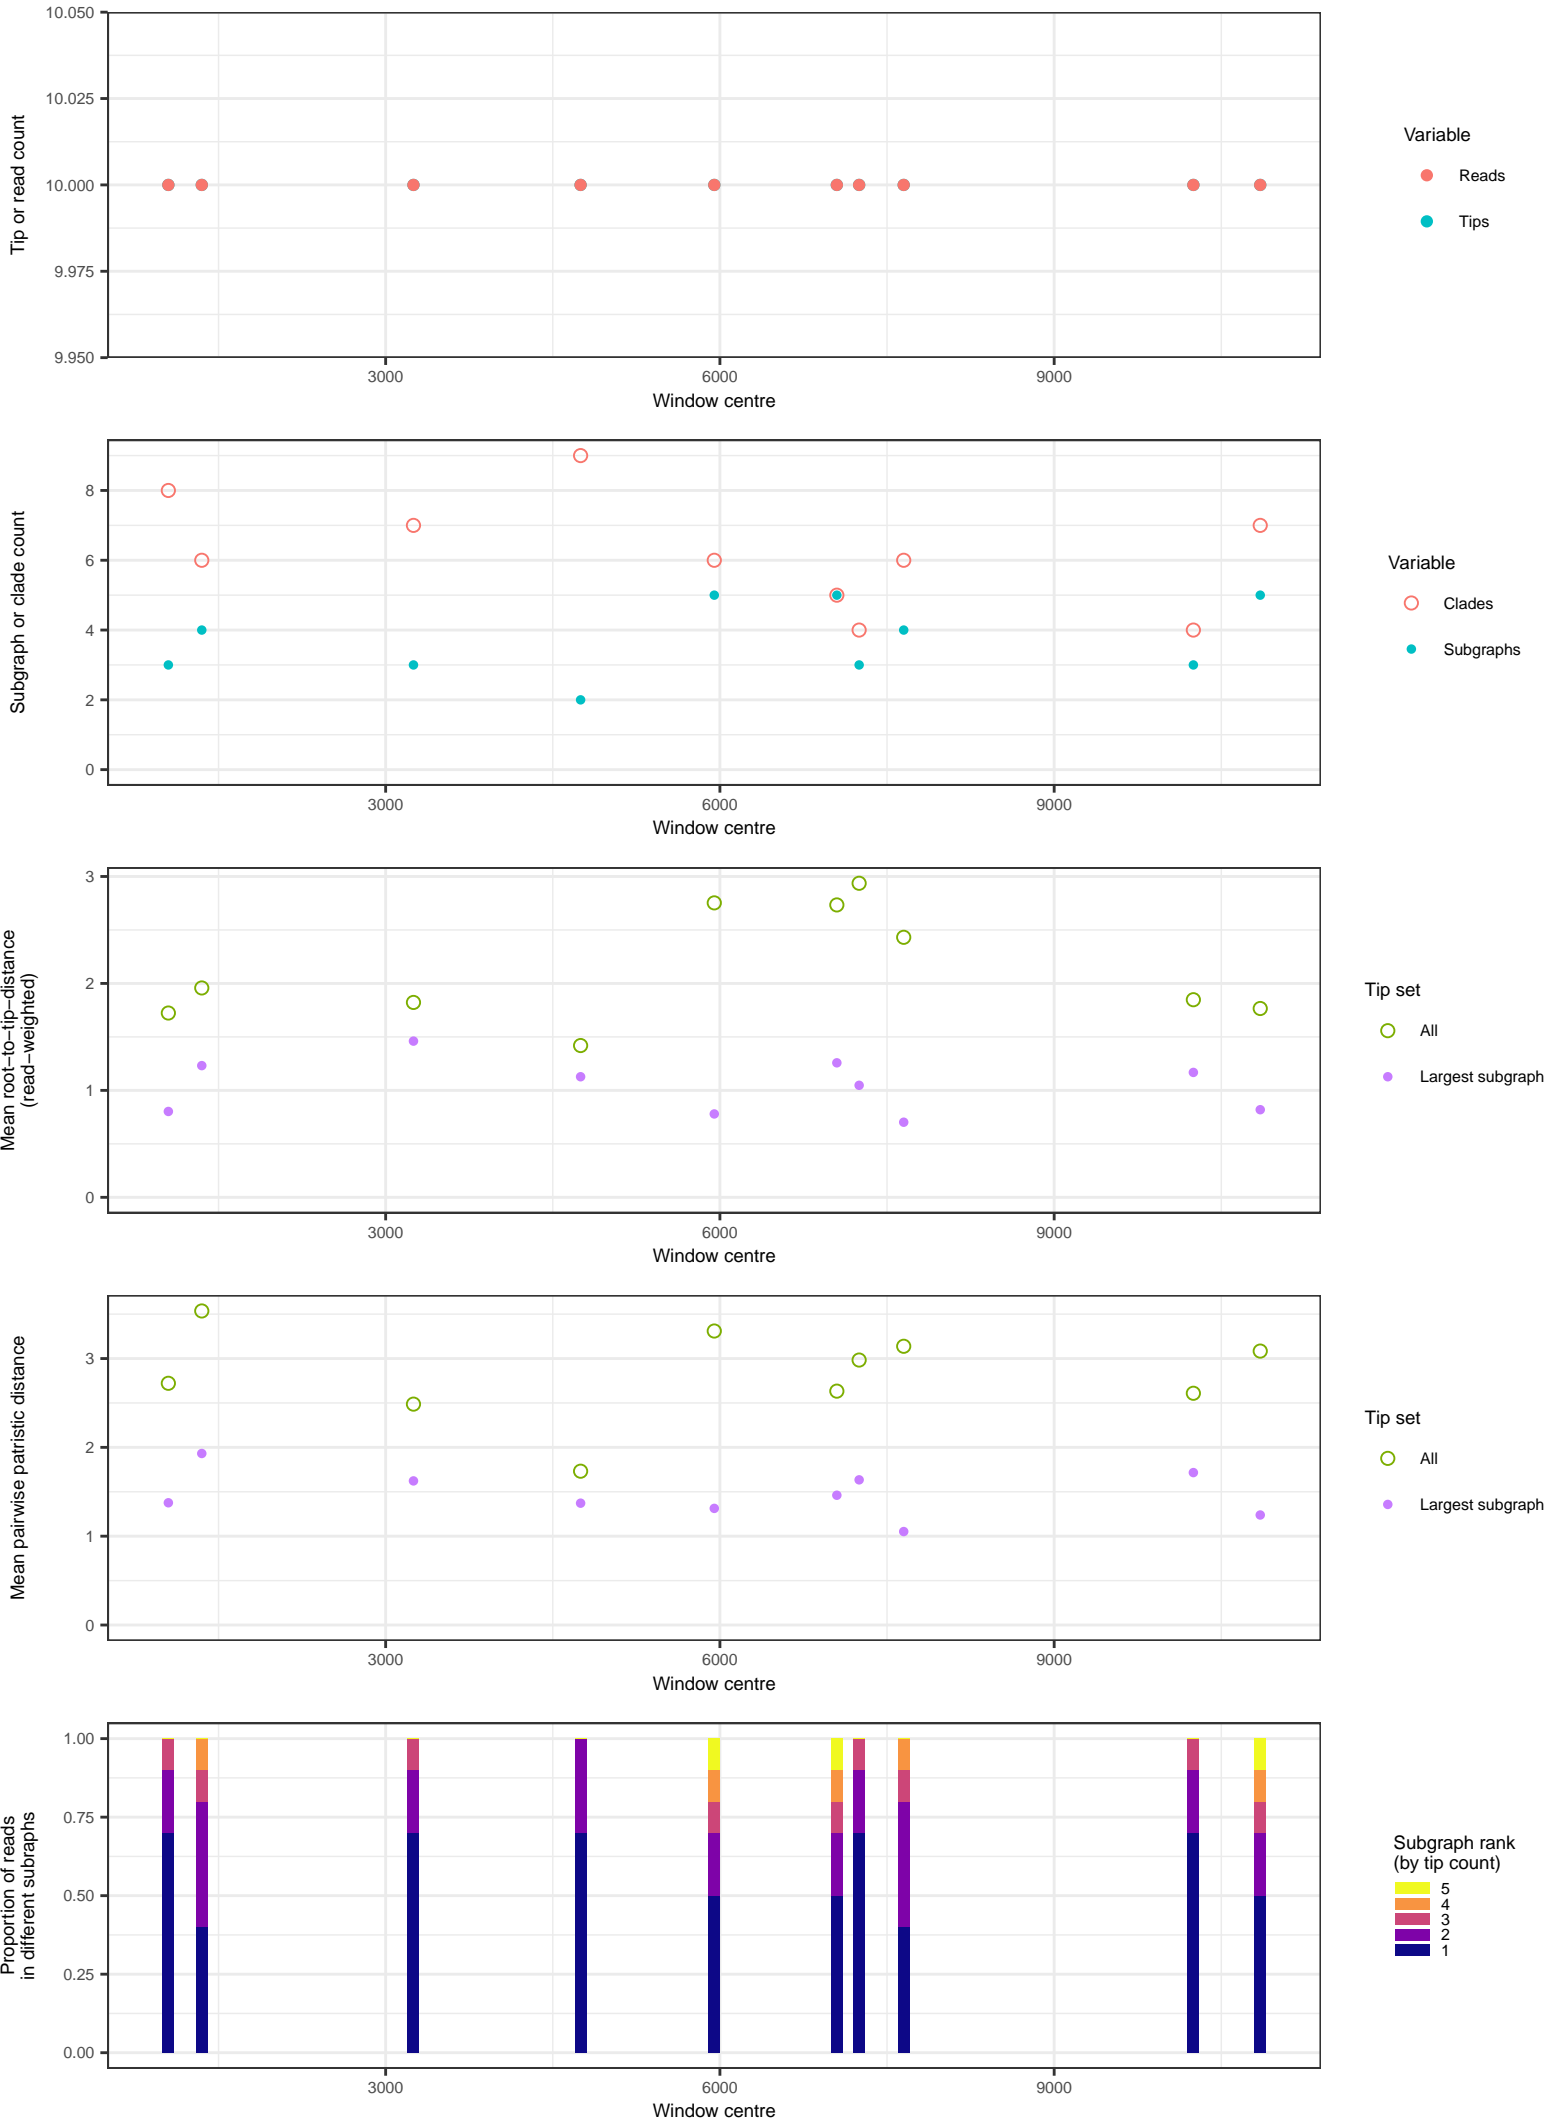 10.050
10.025
10.000
9.975
9.950
Tip or read count
3000 6000 9000
Window centre
Variable
Reads
Tips
8
6
4
2
0
Subgraph or clade count
3000 6000 9000
Window centre
Variable
Clades
Subgraphs
3
2
1
0
Mean root−to−tip−distance
(read−weighted)
3000 6000 9000
Window centre
Tip set
All
Largest subgraph
3
2
1
0
Mean pairwise patristic distance
3000 6000 9000
Window centre
Tip set
All
Largest subgraph
1.00
0.75
0.50
0.25
0.00
Proportion of reads
in different subraphs
3000 6000 9000
Window centre
Subgraph rank
(by tip count)
5
4
3
2
1